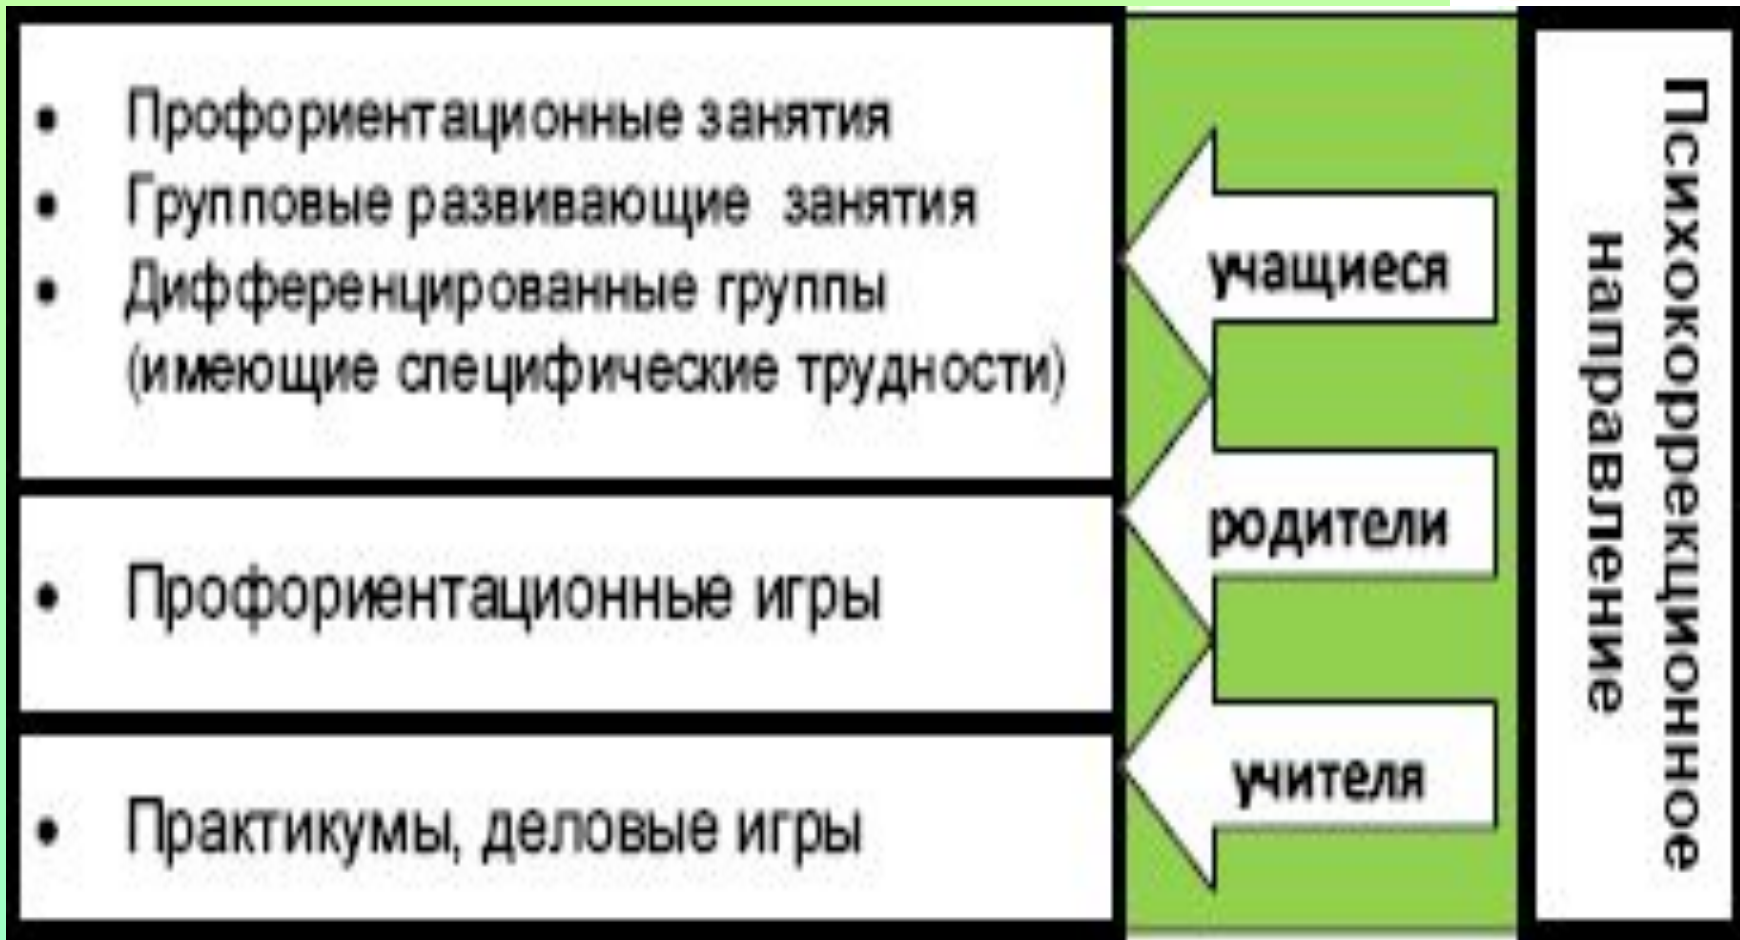 • Профориентационные занятия
• Групповые развивающие занятия
• Дифференцированные группы
(имеющие специфические трудности)
учащиеся
• Профориентационные игры
родители
• Практикумы, деловые игры
учителя
Психокоррекционное
направление